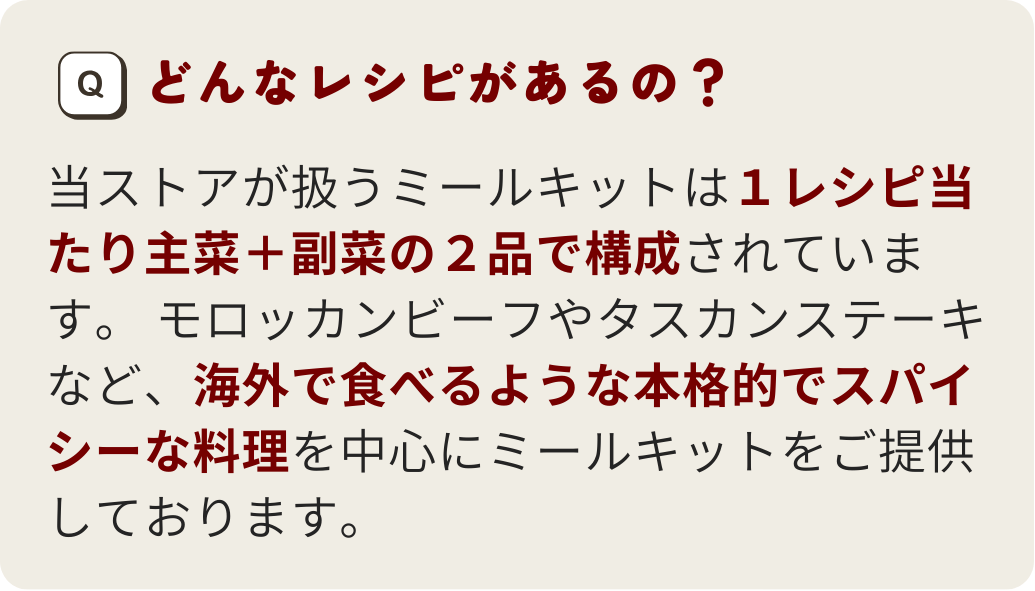 Q どんなレシピがあるの？
当ストアが扱うミールキットは１レシピ当
たり主菜＋副菜の２品で構成されていま
す。 モロッカンビーフやタスカンステーキ
など、海外で食べるような本格的でスパイ
シーな料理を中心にミールキットをご提供
しております。